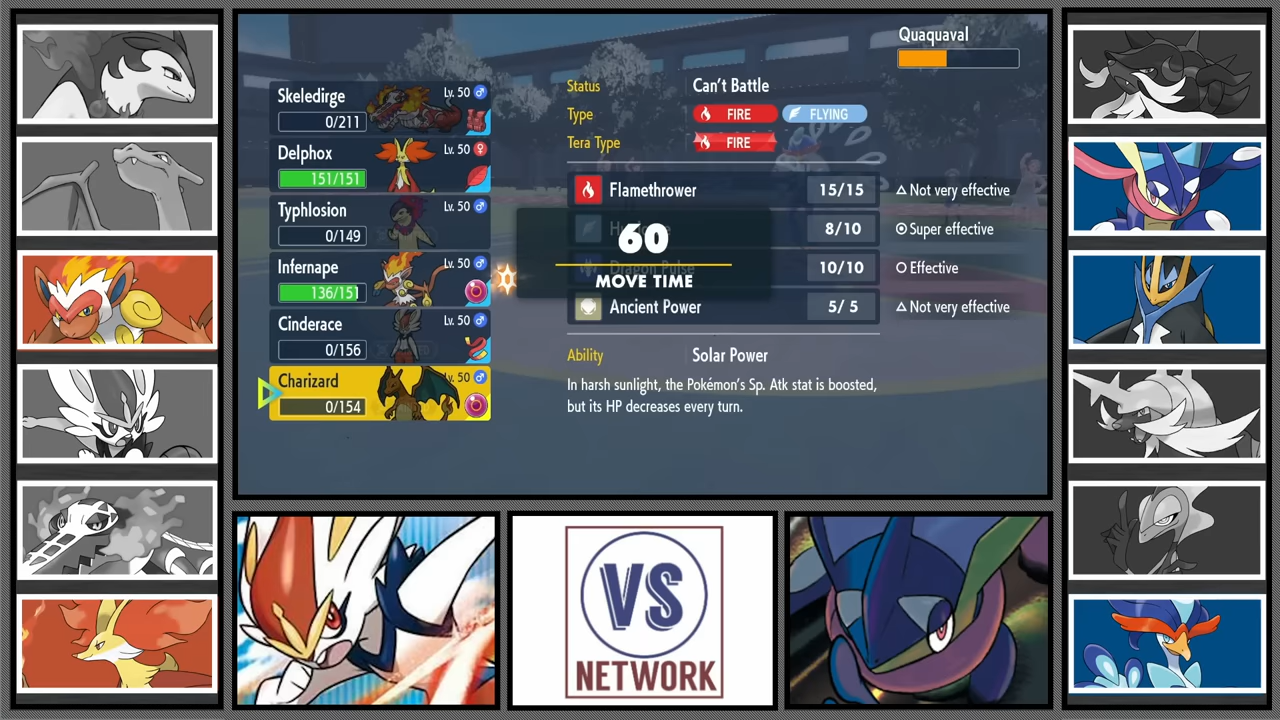 Quaquaval
Skeledirge
Lv. 50
0/211
Delphox
Lv. 50
151/151
Typhlosion
Lv. 50
0/149
Infernape
Lv. 50
136/151
Cinderace
Lv. 50
0/156
Charizard
Lv. 50
0/154
Status
Can't Battle
Type
FIRE
FLYING
Tera Type
FIRE
Flamethrower
15/15
Not very effective
8/10
Super effective
Dragon Pulse
10/10
Effective
Ancient Power
5/ 5
Not very effective
60
MOVE TIME
Ability
Solar Power
In harsh sunlight, the Pokémon's Sp. Atk stat is boosted,
but its HP decreases every turn.
VS
NETWORK